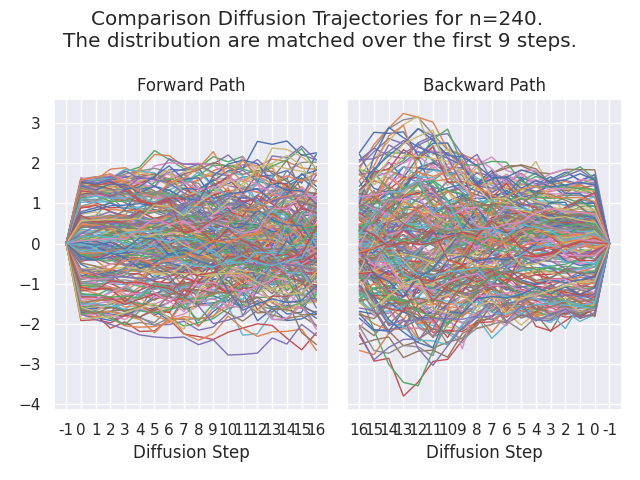 Comparison Diffusion Trajectories for n=240.
The distribution are matched over the first 9 steps.
Forward Path
Backward Path
3
2
1
0
−1
−2
−3
−4
-1 0 1 2 3 4 5 6 7 8 9 10 11 12 13 14 15 16
16 15 14 13 12 11 10 9 8 7 6 5 4 3 2 1 0 -1
Diffusion Step
Diffusion Step